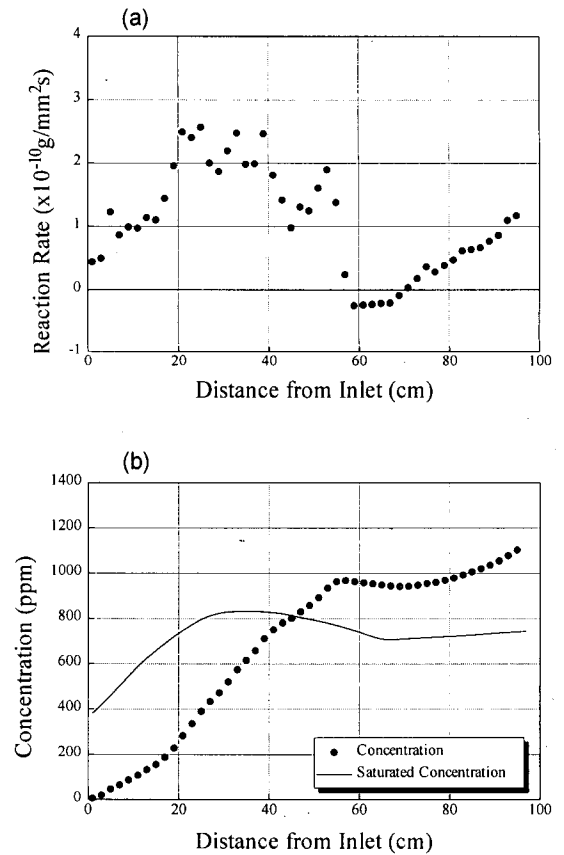 (a)
Reaction Rate (x10⁻¹⁰g/mm²s)
4
3
2
1
0
-1
0 20 40 60 80 100
Distance from Inlet (cm)
(b)
Concentration (ppm)
1400
1200
1000
800
600
400
200
0
Concentration
Saturated Concentration
0 20 40 60 80 100
Distance from Inlet (cm)